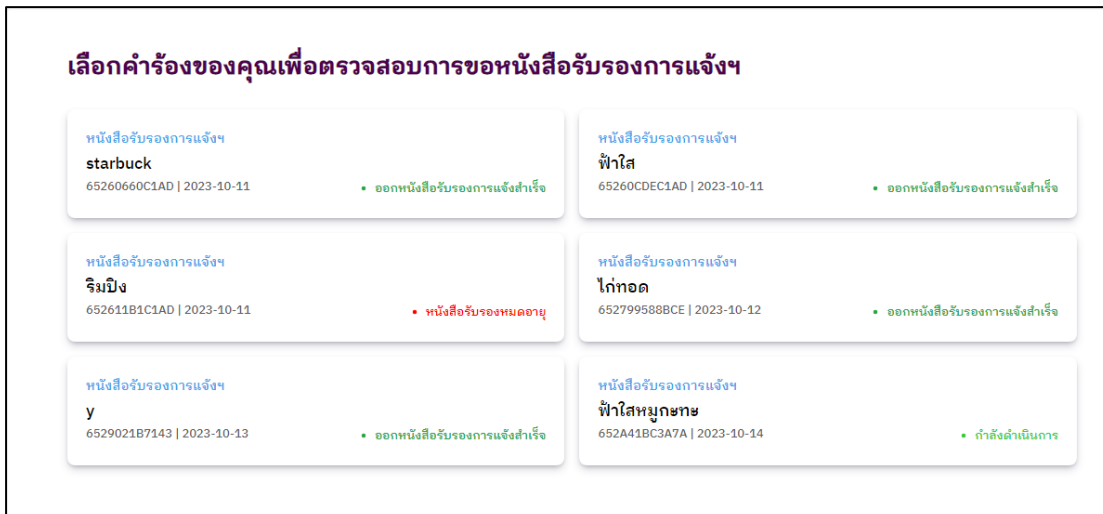 เลือกคำร้องของคุณเพื่อตรวจสอบการขอหนังสือรับรองการแจ้งฯ
หนังสือรับรองการแจ้งฯ
starbuck
65260660C1AD | 2023-10-11
• ออกหนังสือรับรองการแจ้งสำเร็จ
หนังสือรับรองการแจ้งฯ
ฟ้าใส
65260CDEC1AD | 2023-10-11
• ออกหนังสือรับรองการแจ้งสำเร็จ
หนังสือรับรองการแจ้งฯ
ริมปิง
652611B1C1AD | 2023-10-11
• หนังสือรับรองหมดอายุ
หนังสือรับรองการแจ้งฯ
ไก่ทอด
652799588BCE | 2023-10-12
• ออกหนังสือรับรองการแจ้งสำเร็จ
หนังสือรับรองการแจ้งฯ
y
6529021B7143 | 2023-10-13
• ออกหนังสือรับรองการแจ้งสำเร็จ
หนังสือรับรองการแจ้งฯ
ฟ้าใสหมูกะทะ
652A41BC3A7A | 2023-10-14
• กำลังดำเนินการ